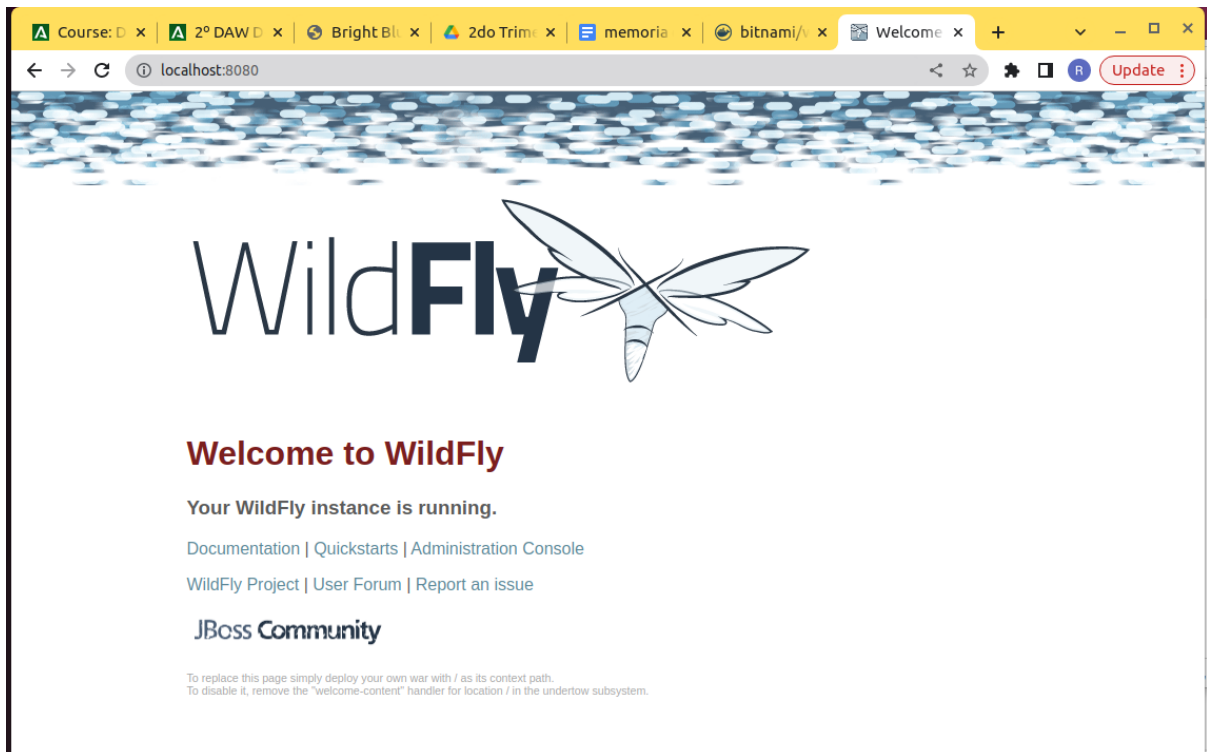 Course: D
2º DAW D
Bright Blu
2do Trime
memoria
bitnami/
Welcome
localhost:8080
R
Update
WildFly
Welcome to WildFly
Your WildFly instance is running.
Documentation | Quickstarts | Administration Console
WildFly Project | User Forum | Report an issue
JBoss Community
To replace this page simply deploy your own war with / as its context path.
To disable it, remove the "welcome-content" handler for location / in the undertow subsystem.